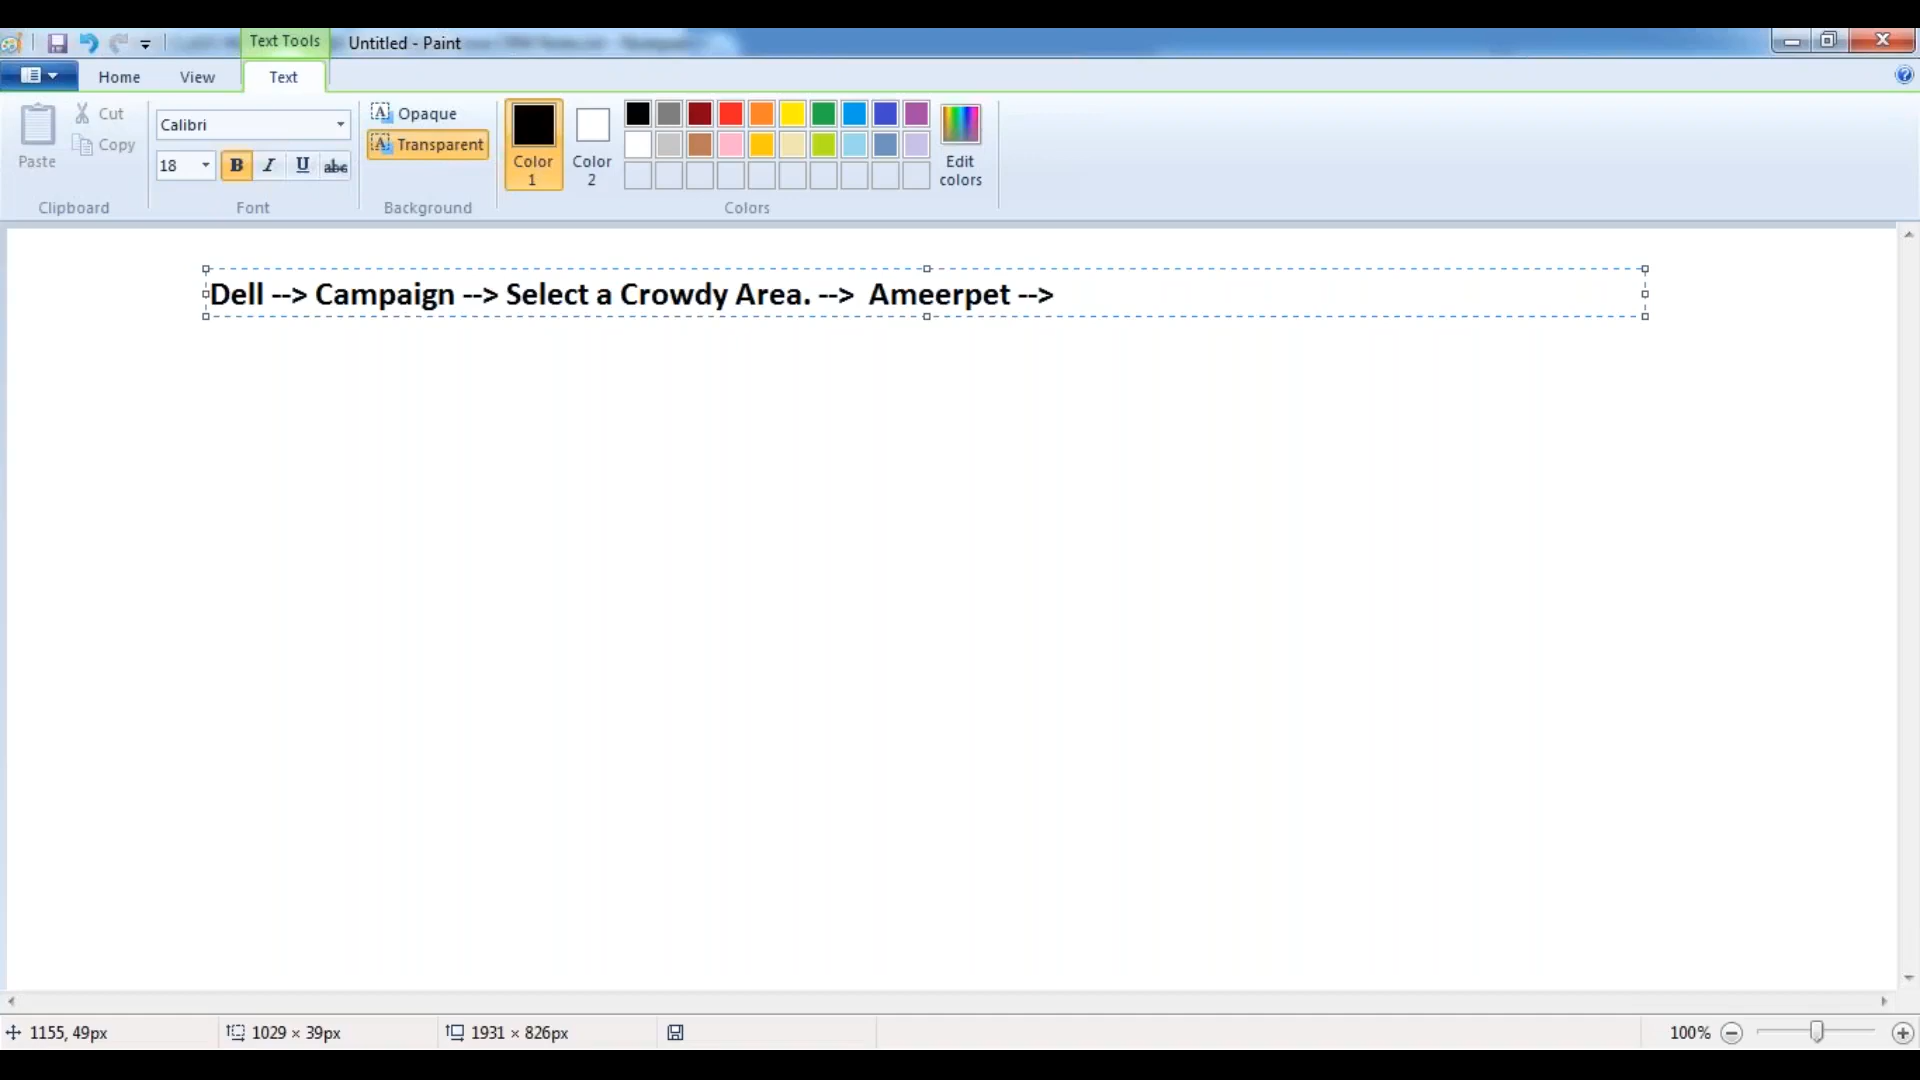 Text Tools
Untitled - Paint
Home
View
Text
Paste
Cut
Copy
Clipboard
Calibri
18
B
I
U
abc
Font
Opaque
Transparent
Background
Color
1
Color
2
Edit
colors
Colors
Dell --> Campaign --> Select a Crowdy Area. -->  Ameerpet -->
1155, 49px
1029 × 39px
1931 × 826px
100%